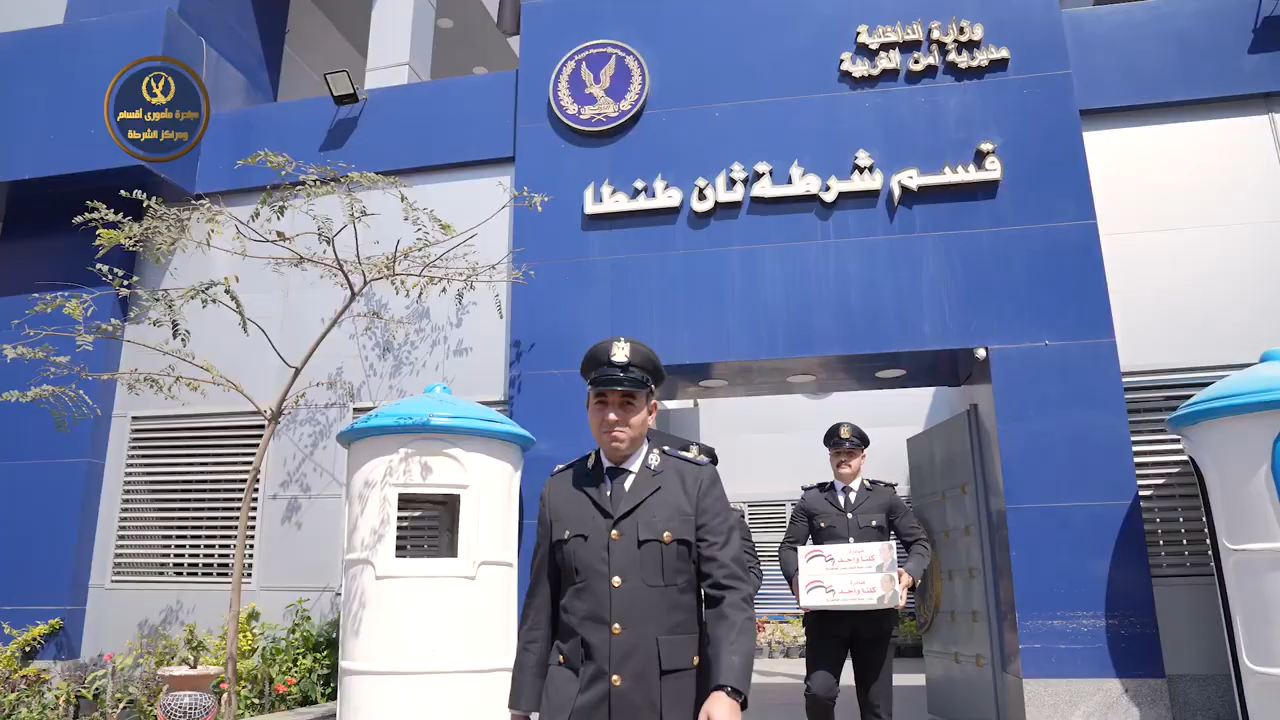 مبادرة مأمورى أقسام
ومراكز الشرطة
وزارة الداخلية
مديرية أمن الغربية
قسم شرطة ثان طنطا
مبادرة
كلنا واحد
مبادرة
كلنا واحد